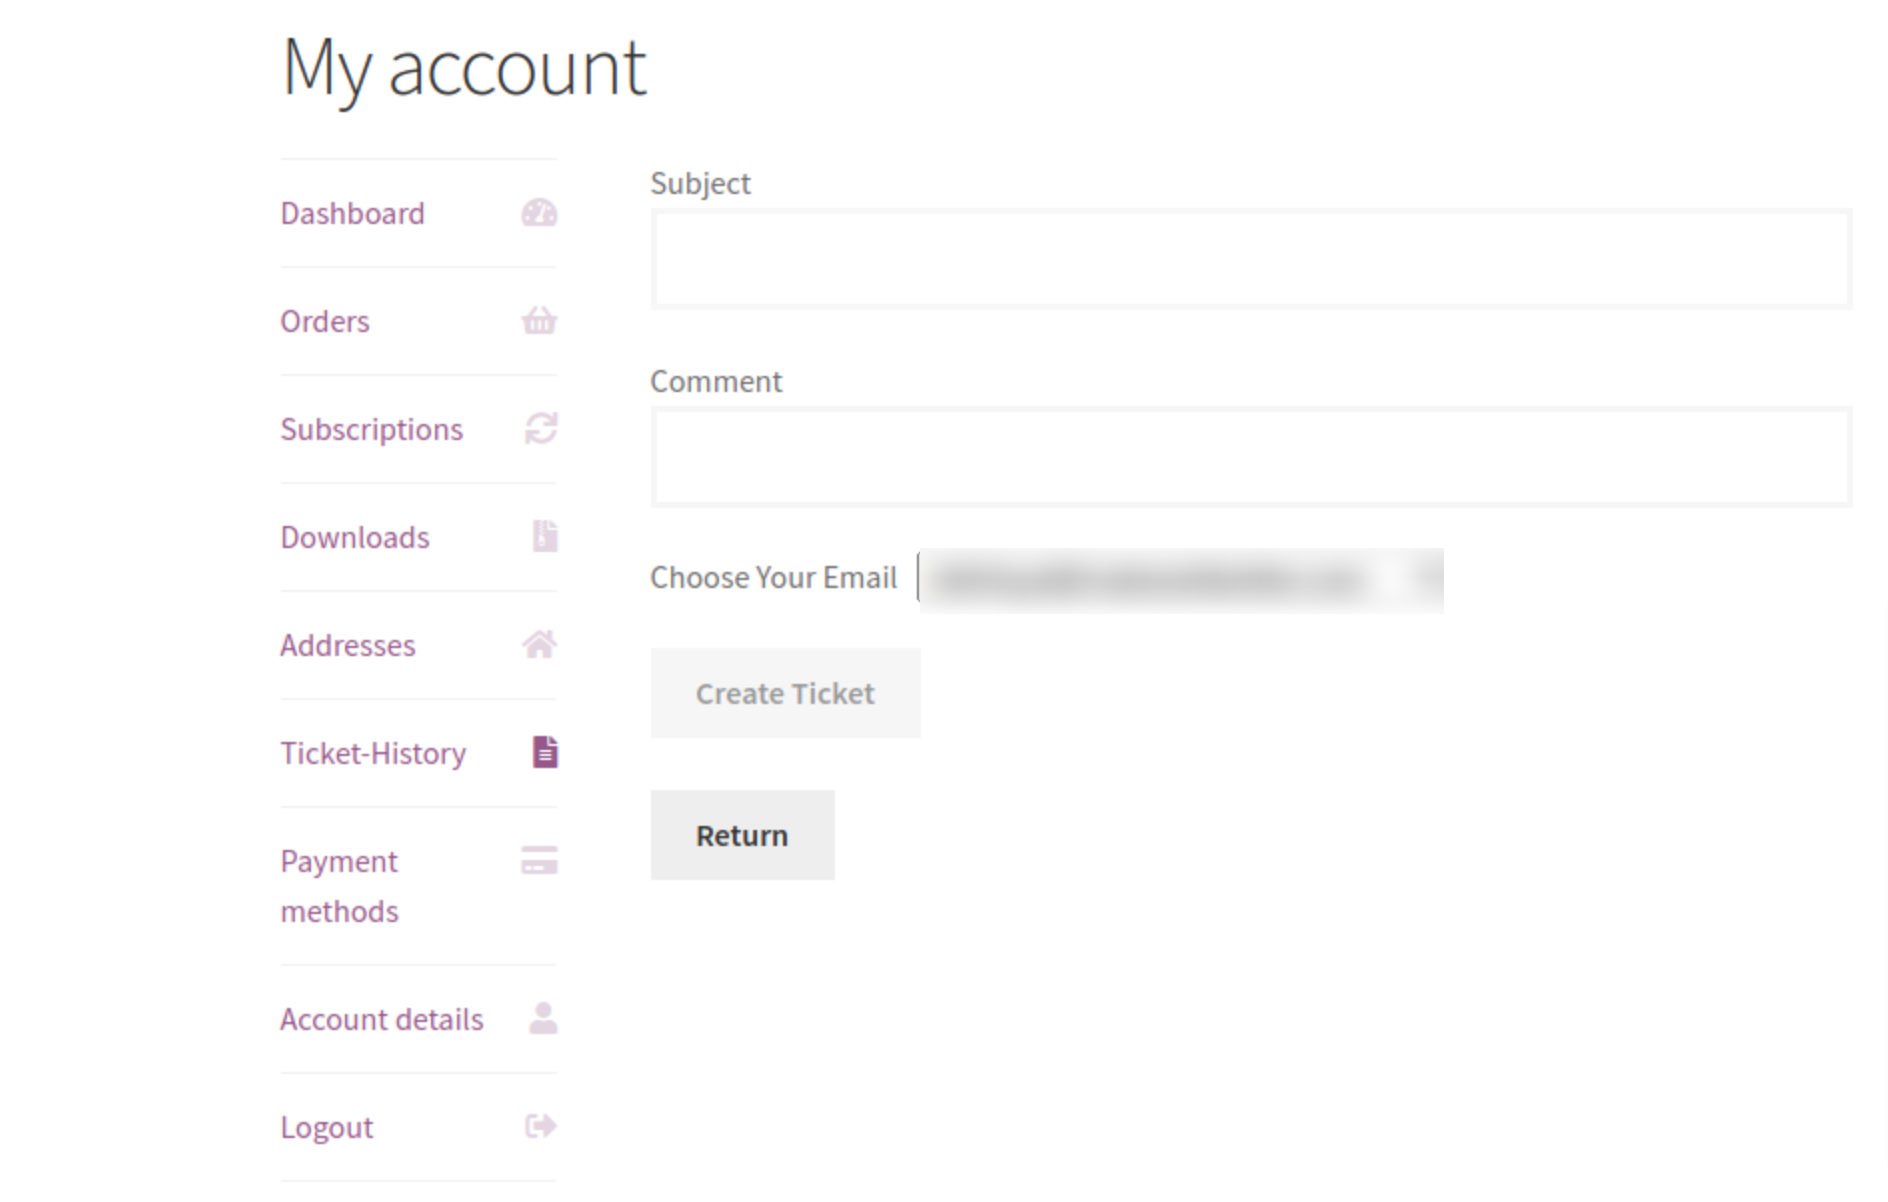 My account
Dashboard
Orders
Subscriptions
Downloads
Addresses
Ticket-History
Payment
methods
Account details
Logout
Subject
Comment
Choose Your Email
Create Ticket
Return